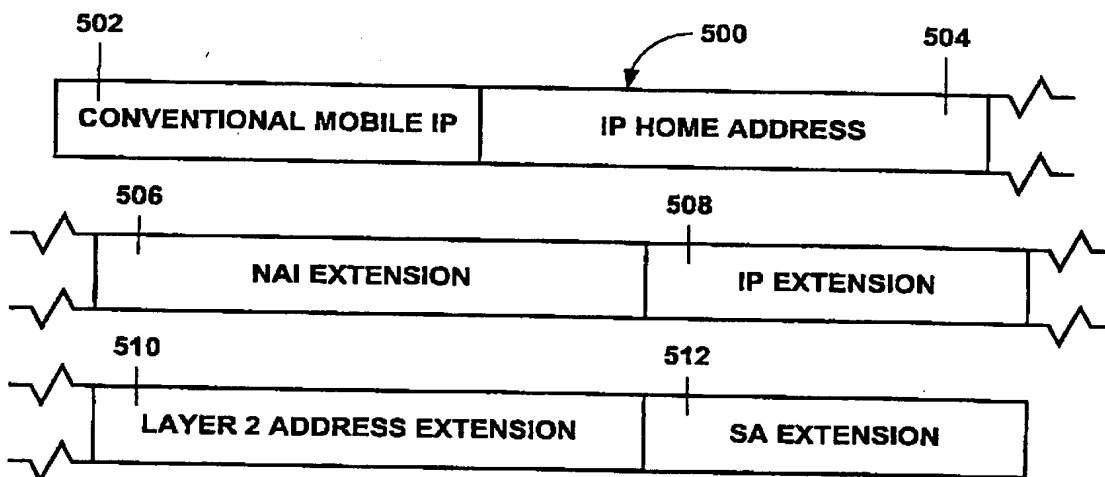 502 500 504
CONVENTIONAL MOBILE IP IP HOME ADDRESS
506 508
NAI EXTENSION IP EXTENSION
510 512
LAYER 2 ADDRESS EXTENSION SA EXTENSION